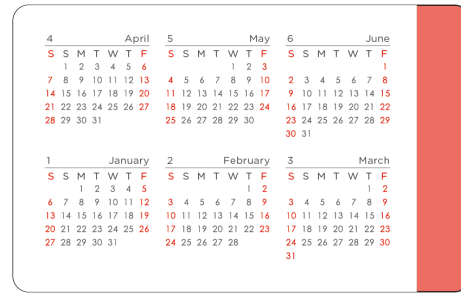 4 April
S S M T W T F
1 2 3 4 5 6
7 8 9 10 11 12 13
14 15 16 17 18 19 20
21 22 23 24 25 26 27
28 29 30 31
5 May
S S M T W T F
1 2 3
4 5 6 7 8 9 10
11 12 13 14 15 16 17
18 19 20 21 22 23 24
25 26 27 28 29 30
6 June
S S M T W T F
1
2 3 4 5 6 7 8
9 10 11 12 13 14 15
16 17 18 19 20 21 22
23 24 25 26 27 28 29
30 31
1 January
S S M T W T F
1 2 3 4 5
6 7 8 9 10 11 12
13 14 15 16 17 18 19
20 21 22 23 24 25 26
27 28 29 30 31
2 February
S S M T W T F
1 2
3 4 5 6 7 8 9
10 11 12 13 14 15 16
17 18 19 20 21 22 23
24 25 26 27 28
3 March
S S M T W T F
1 2
3 4 5 6 7 8 9
10 11 12 13 14 15 16
17 18 19 20 21 22 23
24 25 26 27 28 29 30
31